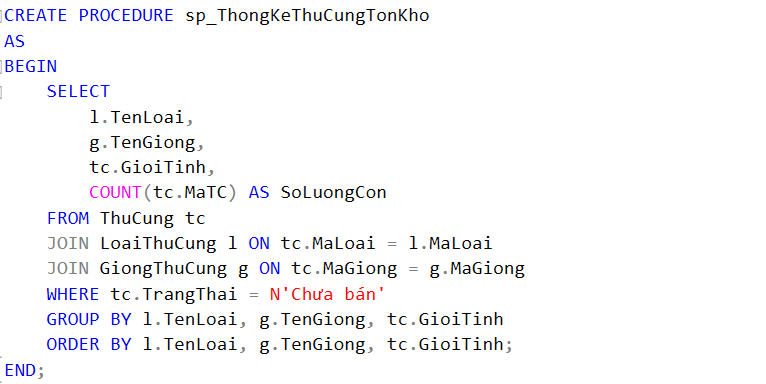 CREATE PROCEDURE sp_ThongKeThuCungTonKho
AS
BEGIN
    SELECT
        l.TenLoai,
        g.TenGiong,
        tc.GioiTinh,
        COUNT(tc.MaTC) AS SoLuongCon
    FROM ThuCung tc
    JOIN LoaiThuCung l ON tc.MaLoai = l.MaLoai
    JOIN GiongThuCung g ON tc.MaGiong = g.MaGiong
    WHERE tc.TrangThai = N'Chưa bán'
    GROUP BY l.TenLoai, g.TenGiong, tc.GioiTinh
    ORDER BY l.TenLoai, g.TenGiong, tc.GioiTinh;
END;